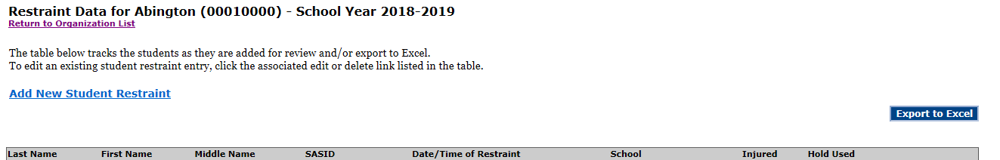 Restraint Data for Abington (00010000) - School Year 2018-2019
Return to Organization List
The table below tracks the students as they are added for review and/or export to Excel.
To edit an existing student restraint entry, click the associated edit or delete link listed in the table.
Add New Student Restraint
Export to Excel
Last Name First Name Middle Name SASID Date/Time of Restraint School Injured Hold Used